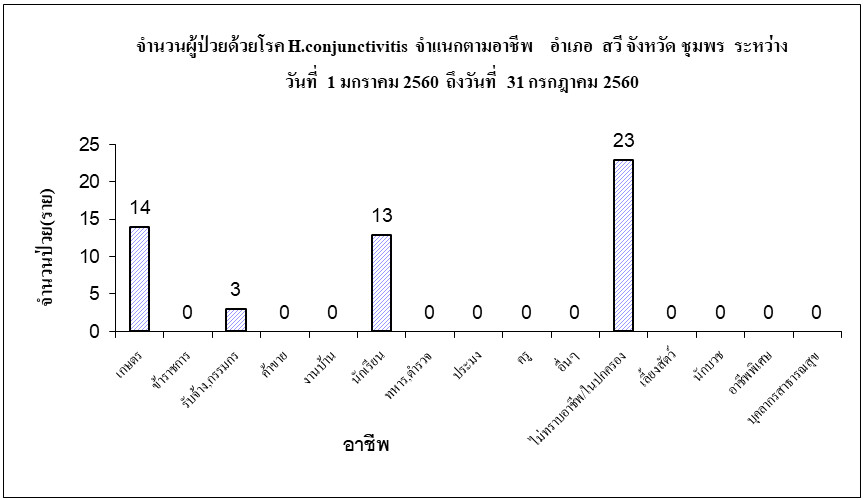 จำนวนผู้ป่วยด้วยโรค H.conjunctivitis จำแนกตามอาชีพ อำเภอ สวี จังหวัด ชุมพร ระหว่าง
วันที่ 1 มกราคม 2560 ถึงวันที่ 31 กรกฎาคม 2560
จำนวนป่วย(ราย)
25
20
15
10
5
0
14
0
3
0
0
13
0
0
0
0
23
0
0
0
0
เกษตร
ข้าราชการ
รับจ้าง,กรรมกร
ค้าขาย
งานบ้าน
นักเรียน
ทหาร,ตำรวจ
ประมง
ครู
อื่นๆ
ไม่ทราบอาชีพ/ในปกครอง
เลี้ยงสัตว์
นักบวช
อาชีพพิเศษ
บุคลากรสาธารณสุข
อาชีพ